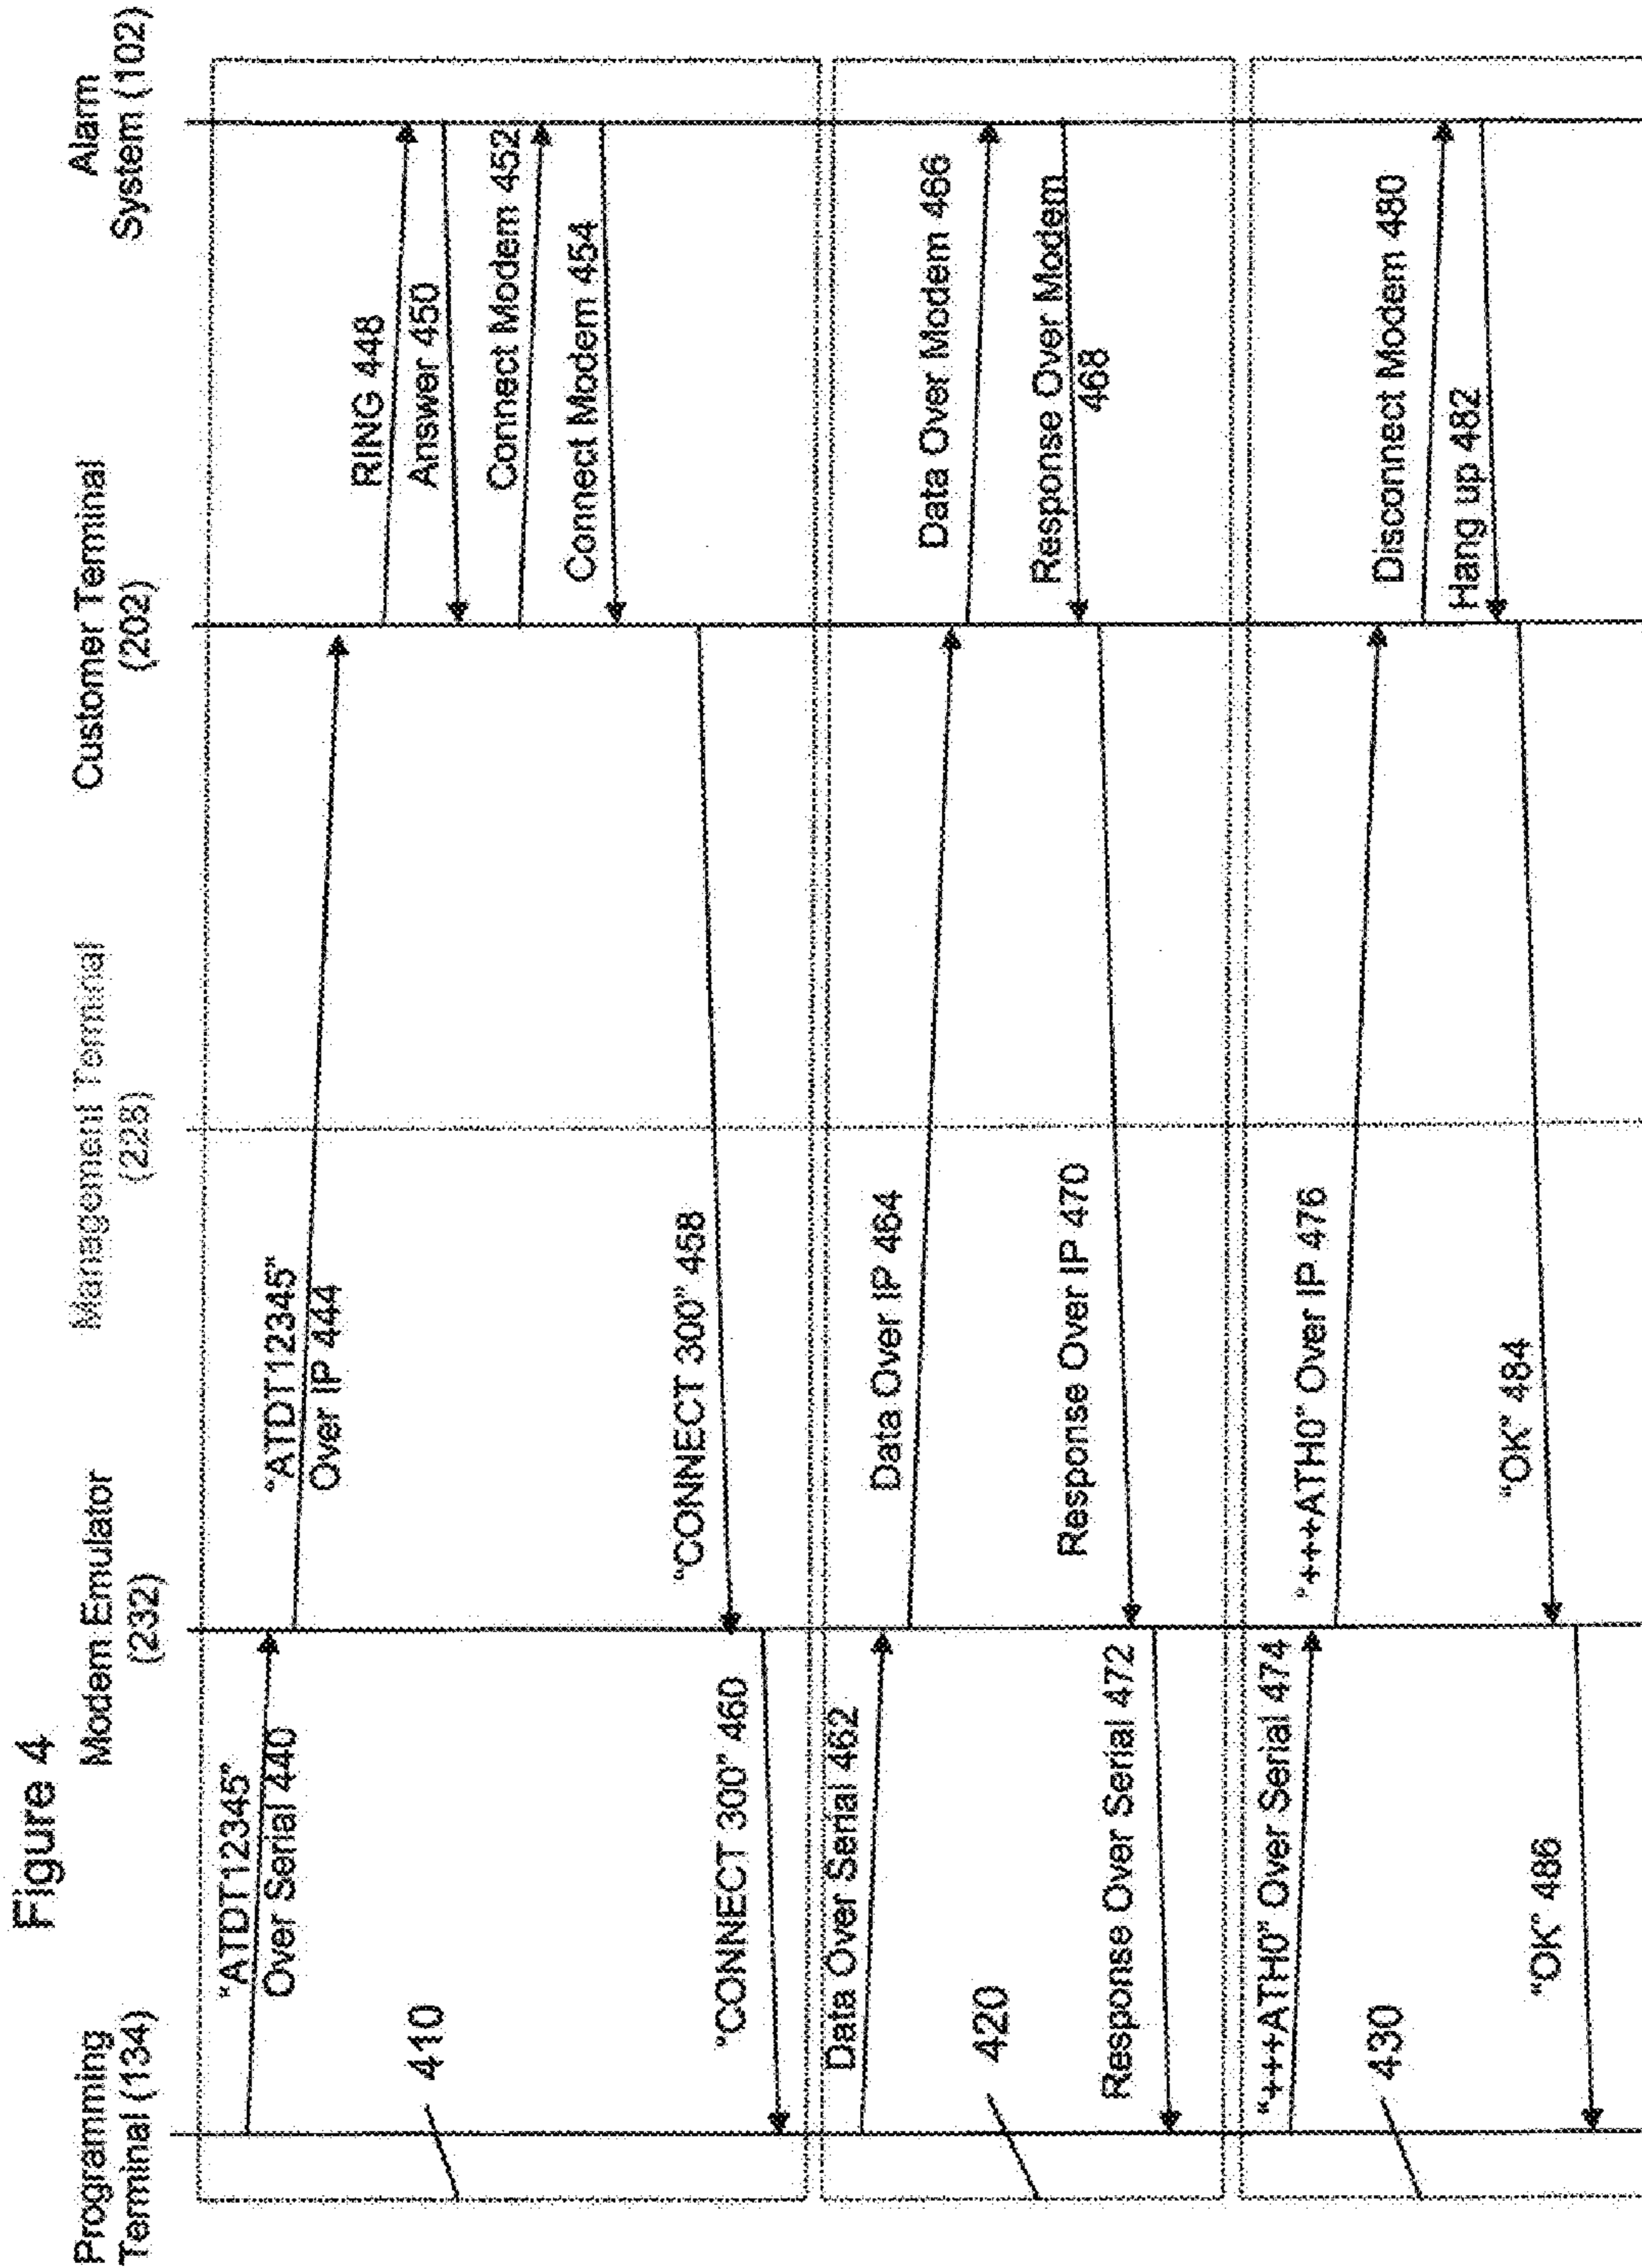 Figure 4
Programming
Terminal (134)
Modem Emulator
(232)
Management Terminal
(228)
Customer Terminal
(202)
Alarm
System (102)
"ATDT12345"
Over Serial 440
"ATDT12345"
Over IP 444
RING 448
Answer 450
Connect Modem 452
Connect Modem 454
410
"CONNECT 300" 458
"CONNECT 300" 460
Data Over Serial 462
Data Over IP 464
Data Over Modem 466
Response Over Modem
468
420
Response Over IP 470
Response Over Serial 472
"+++ATH0" Over Serial 474
"+++ATH0" Over IP 476
Disconnect Modem 480
Hang up 482
430
"OK" 484
"OK" 486